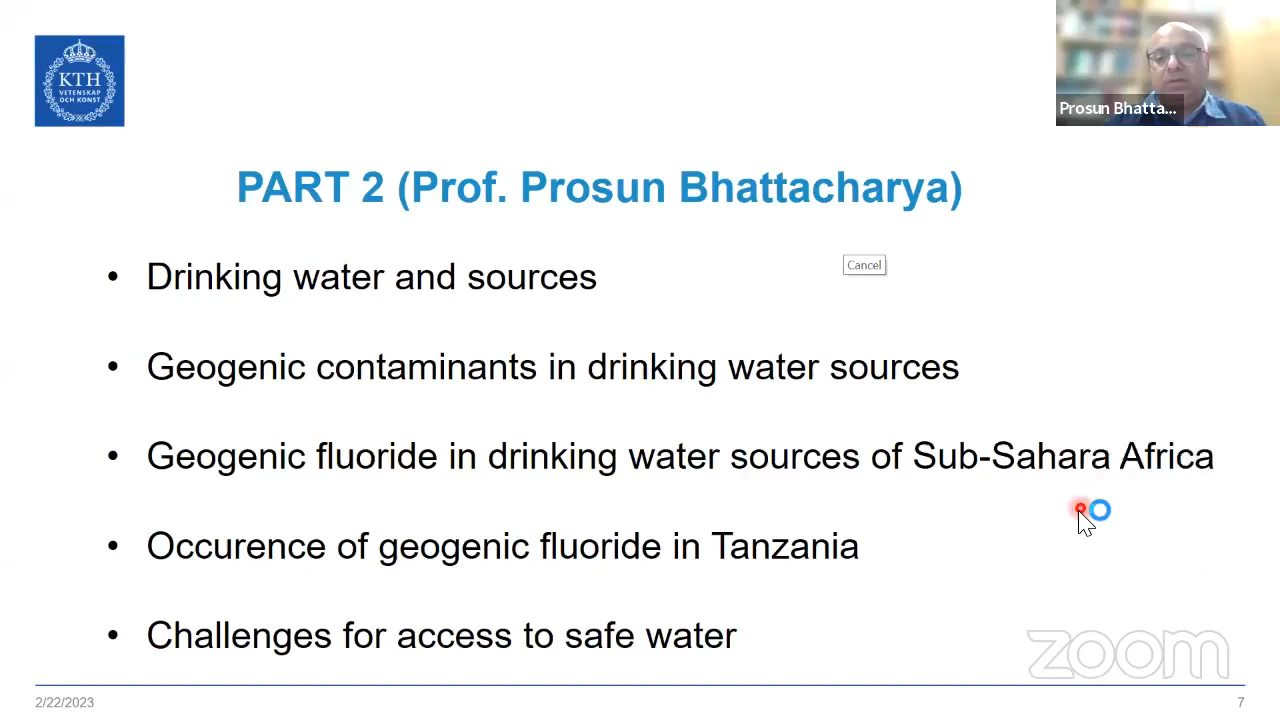 KTH
VETENSKAP
OCH KONST
Prosun Bhatta...
PART 2 (Prof. Prosun Bhattacharya)
Cancel
• Drinking water and sources
• Geogenic contaminants in drinking water sources
• Geogenic fluoride in drinking water sources of Sub-Sahara Africa
• Occurence of geogenic fluoride in Tanzania
• Challenges for access to safe water
zoom
2/22/2023
7